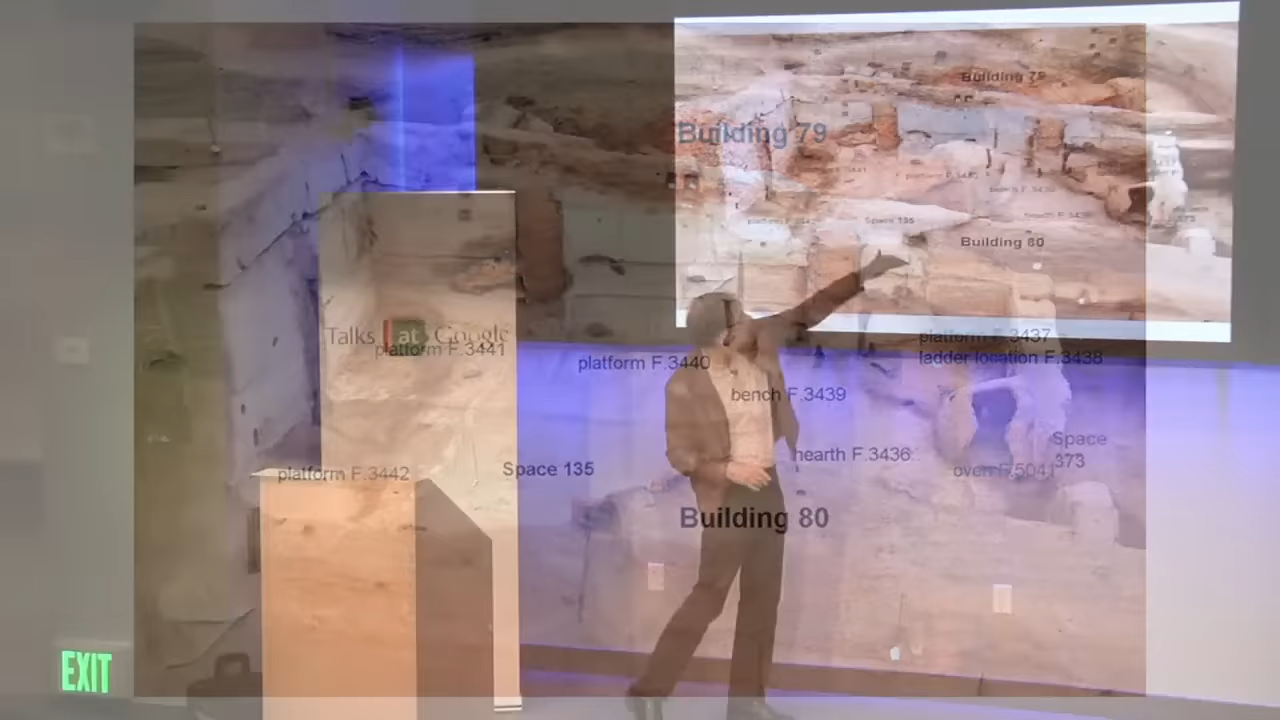 Building 79
Building 79
Space 135
Building 80
Talks at Google
platform F.3441
platform F.3440
platform F.3437
ladder location F.3438
bench F.3439
hearth F.3436
Space
373
oven F.5041
platform F.3442
Space 135
Building 80
EXIT